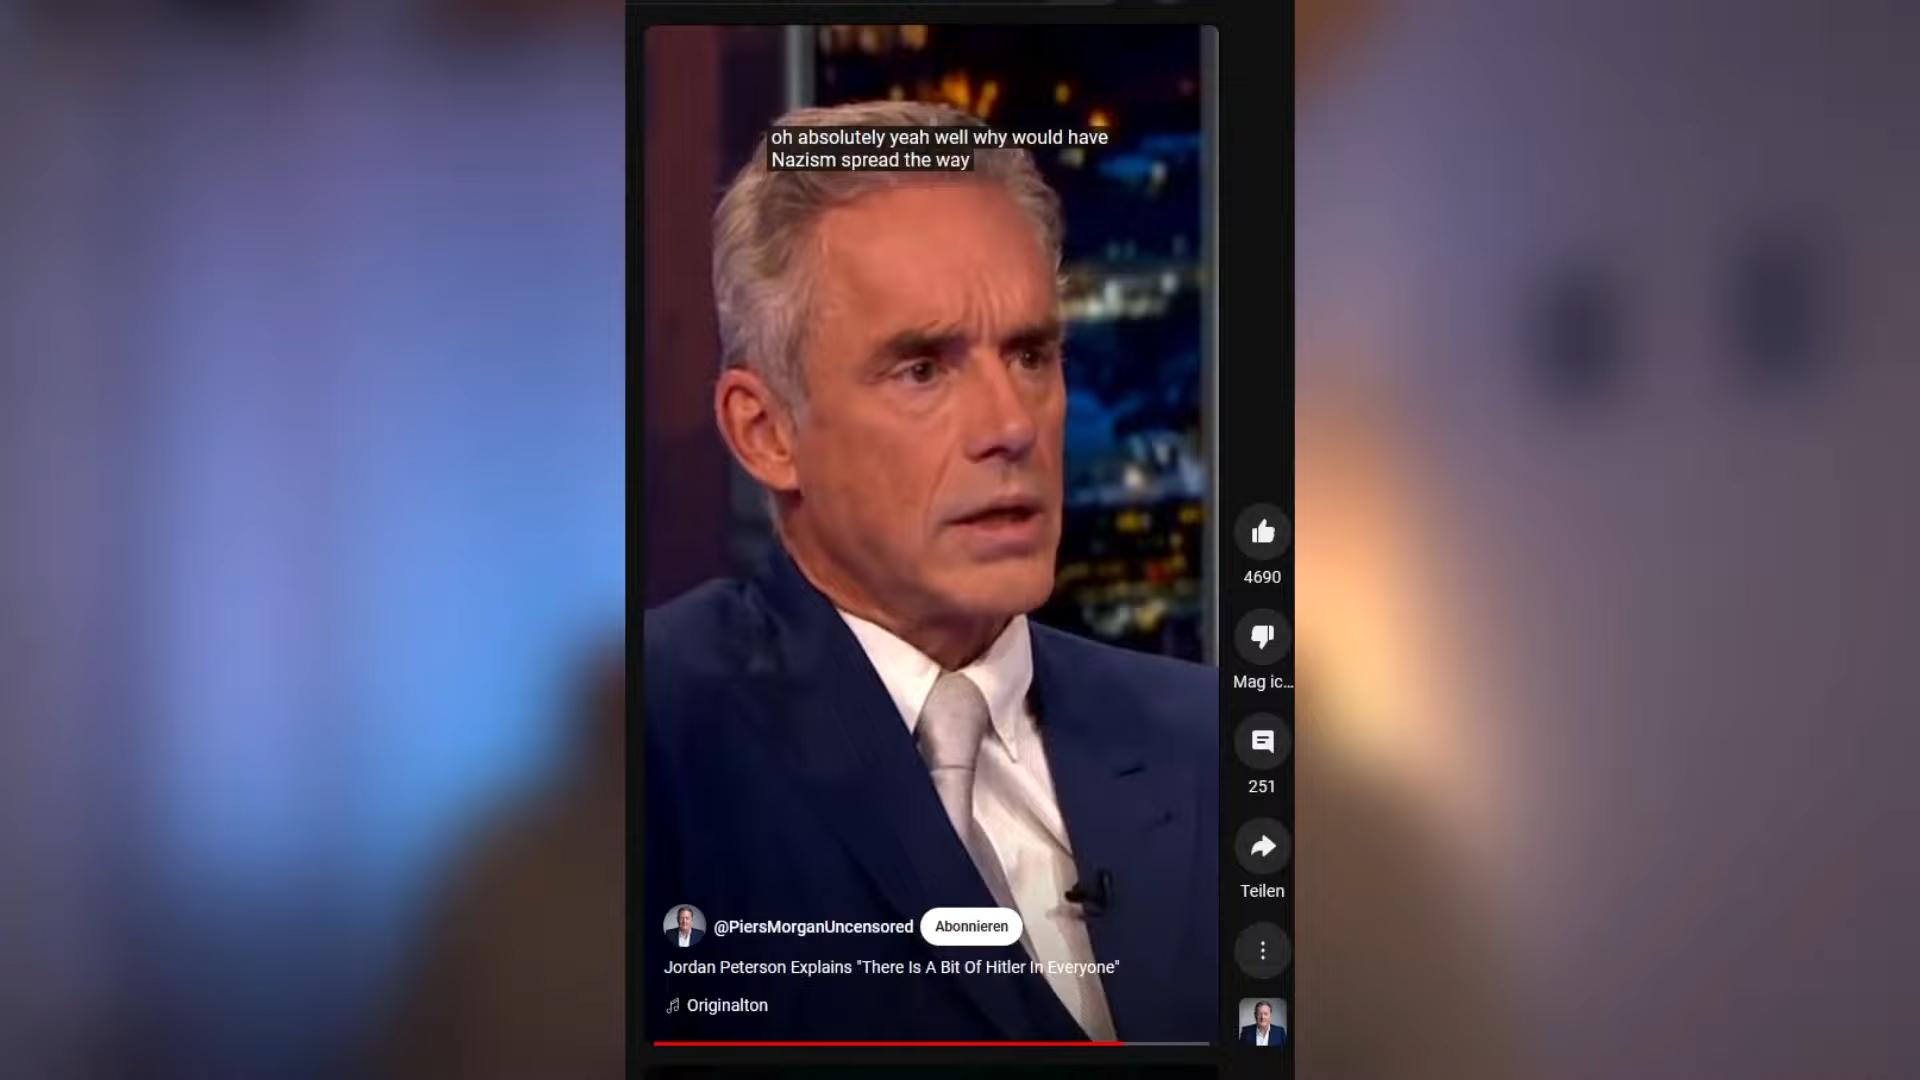 oh absolutely yeah well why would have
Nazism spread the way
4690
Mag ic...
251
Teilen
@PiersMorganUncensored
Abonnieren
Jordan Peterson Explains "There Is A Bit Of Hitler In Everyone"
Originalton